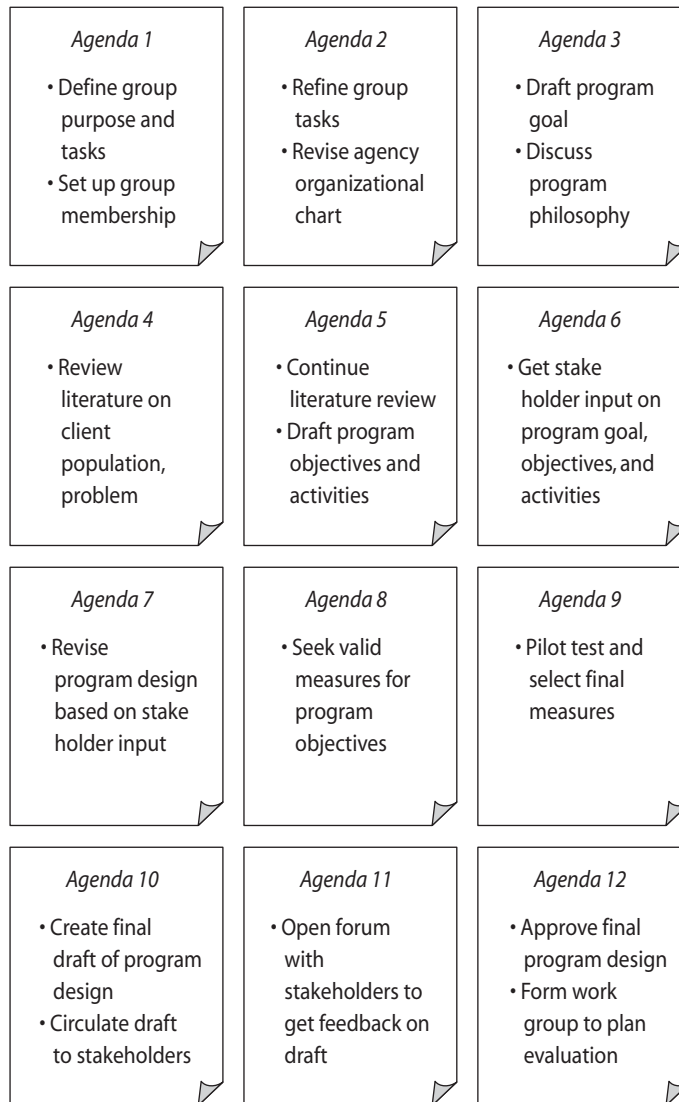 Agenda 1
• Define group
purpose and
tasks
• Set up group
membership
Agenda 2
• Refine group
tasks
• Revise agency
organizational
chart
Agenda 3
• Draft program
goal
• Discuss
program
philosophy
Agenda 4
• Review
literature on
client
population,
problem
Agenda 5
• Continue
literature review
• Draft program
objectives and
activities
Agenda 6
• Get stake
holder input on
program goal,
objectives, and
activities
Agenda 7
• Revise
program design
based on stake
holder input
Agenda 8
• Seek valid
measures for
program
objectives
Agenda 9
• Pilot test and
select final
measures
Agenda 10
• Create final
draft of program
design
• Circulate draft
to stakeholders
Agenda 11
• Open forum
with
stakeholders to
get feedback on
draft
Agenda 12
• Approve final
program design
• Form work
group to plan
evaluation